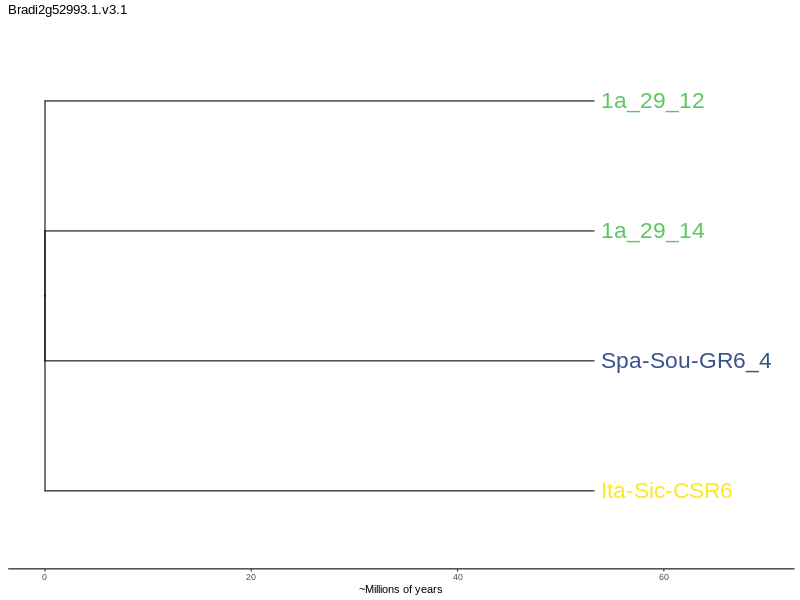 Bradi2g52993.1.v3.1
1a_29_12
1a_29_14
Spa-Sou-GR6_4
Ita-Sic-CSR6
0 20 40 60
~Millions of years